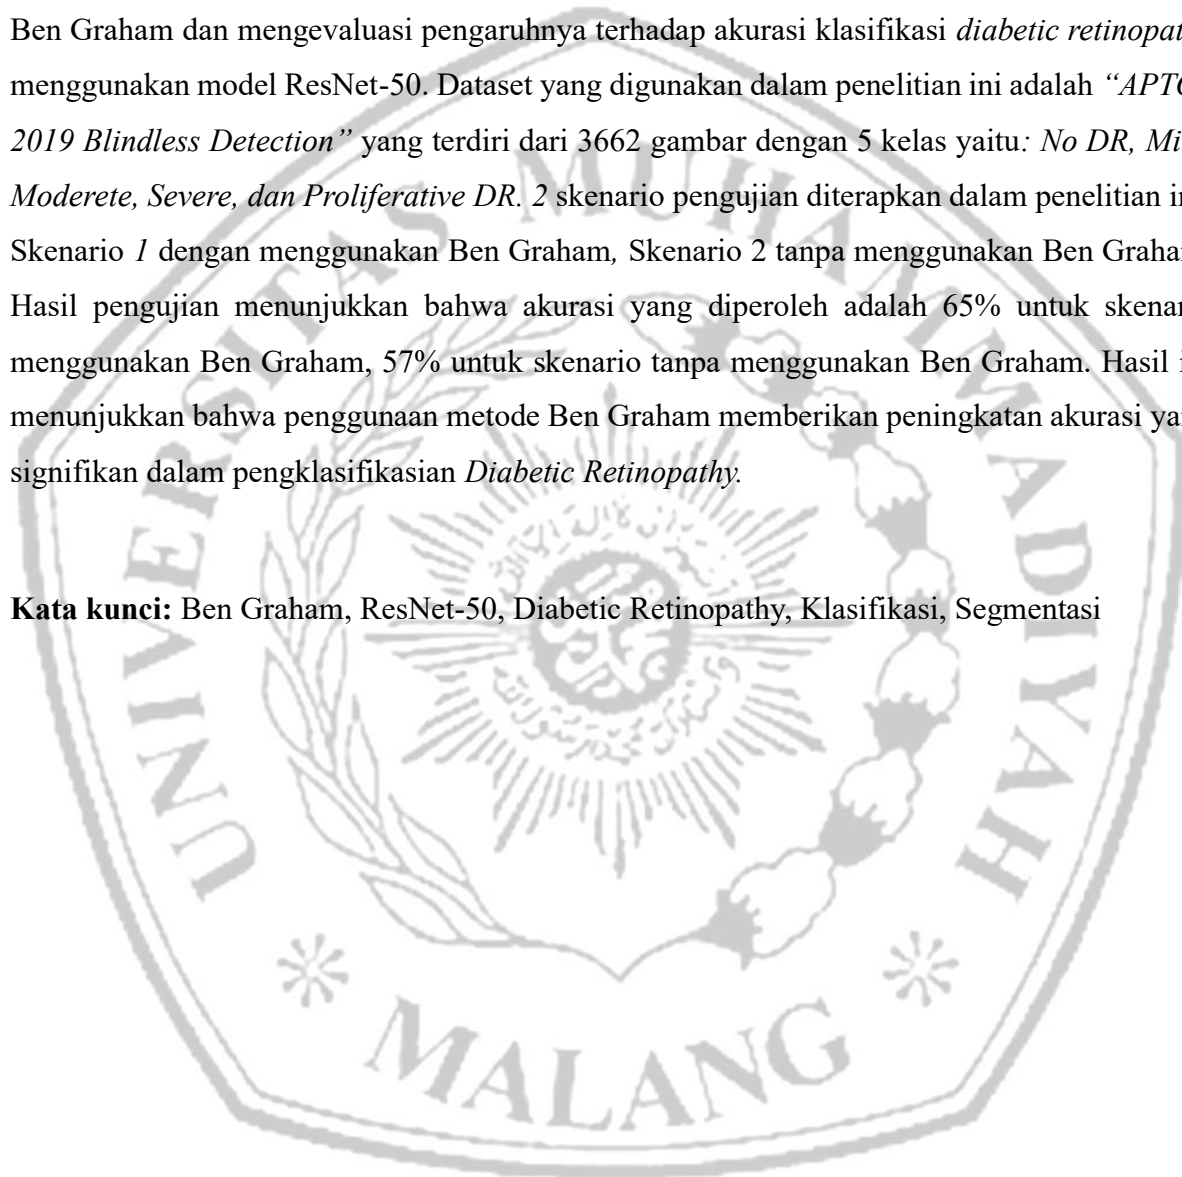 Ben Graham dan mengevaluasi pengaruhnya terhadap akurasi klasifikasi diabetic retinopat
menggunakan model ResNet-50. Dataset yang digunakan dalam penelitian ini adalah “APTO
2019 Blindless Detection” yang terdiri dari 3662 gambar dengan 5 kelas yaitu: No DR, Mi
Moderete, Severe, dan Proliferative DR. 2 skenario pengujian diterapkan dalam penelitian in
Skenario 1 dengan menggunakan Ben Graham, Skenario 2 tanpa menggunakan Ben Graham
Hasil pengujian menunjukkan bahwa akurasi yang diperoleh adalah 65% untuk skenar
menggunakan Ben Graham, 57% untuk skenario tanpa menggunakan Ben Graham. Hasil i
menunjukkan bahwa penggunaan metode Ben Graham memberikan peningkatan akurasi yan
signifikan dalam pengklasifikasian Diabetic Retinopathy.
Kata kunci: Ben Graham, ResNet-50, Diabetic Retinopathy, Klasifikasi, Segmentasi
UNIVERSITAS MUHAMMADIYAH
MALANG